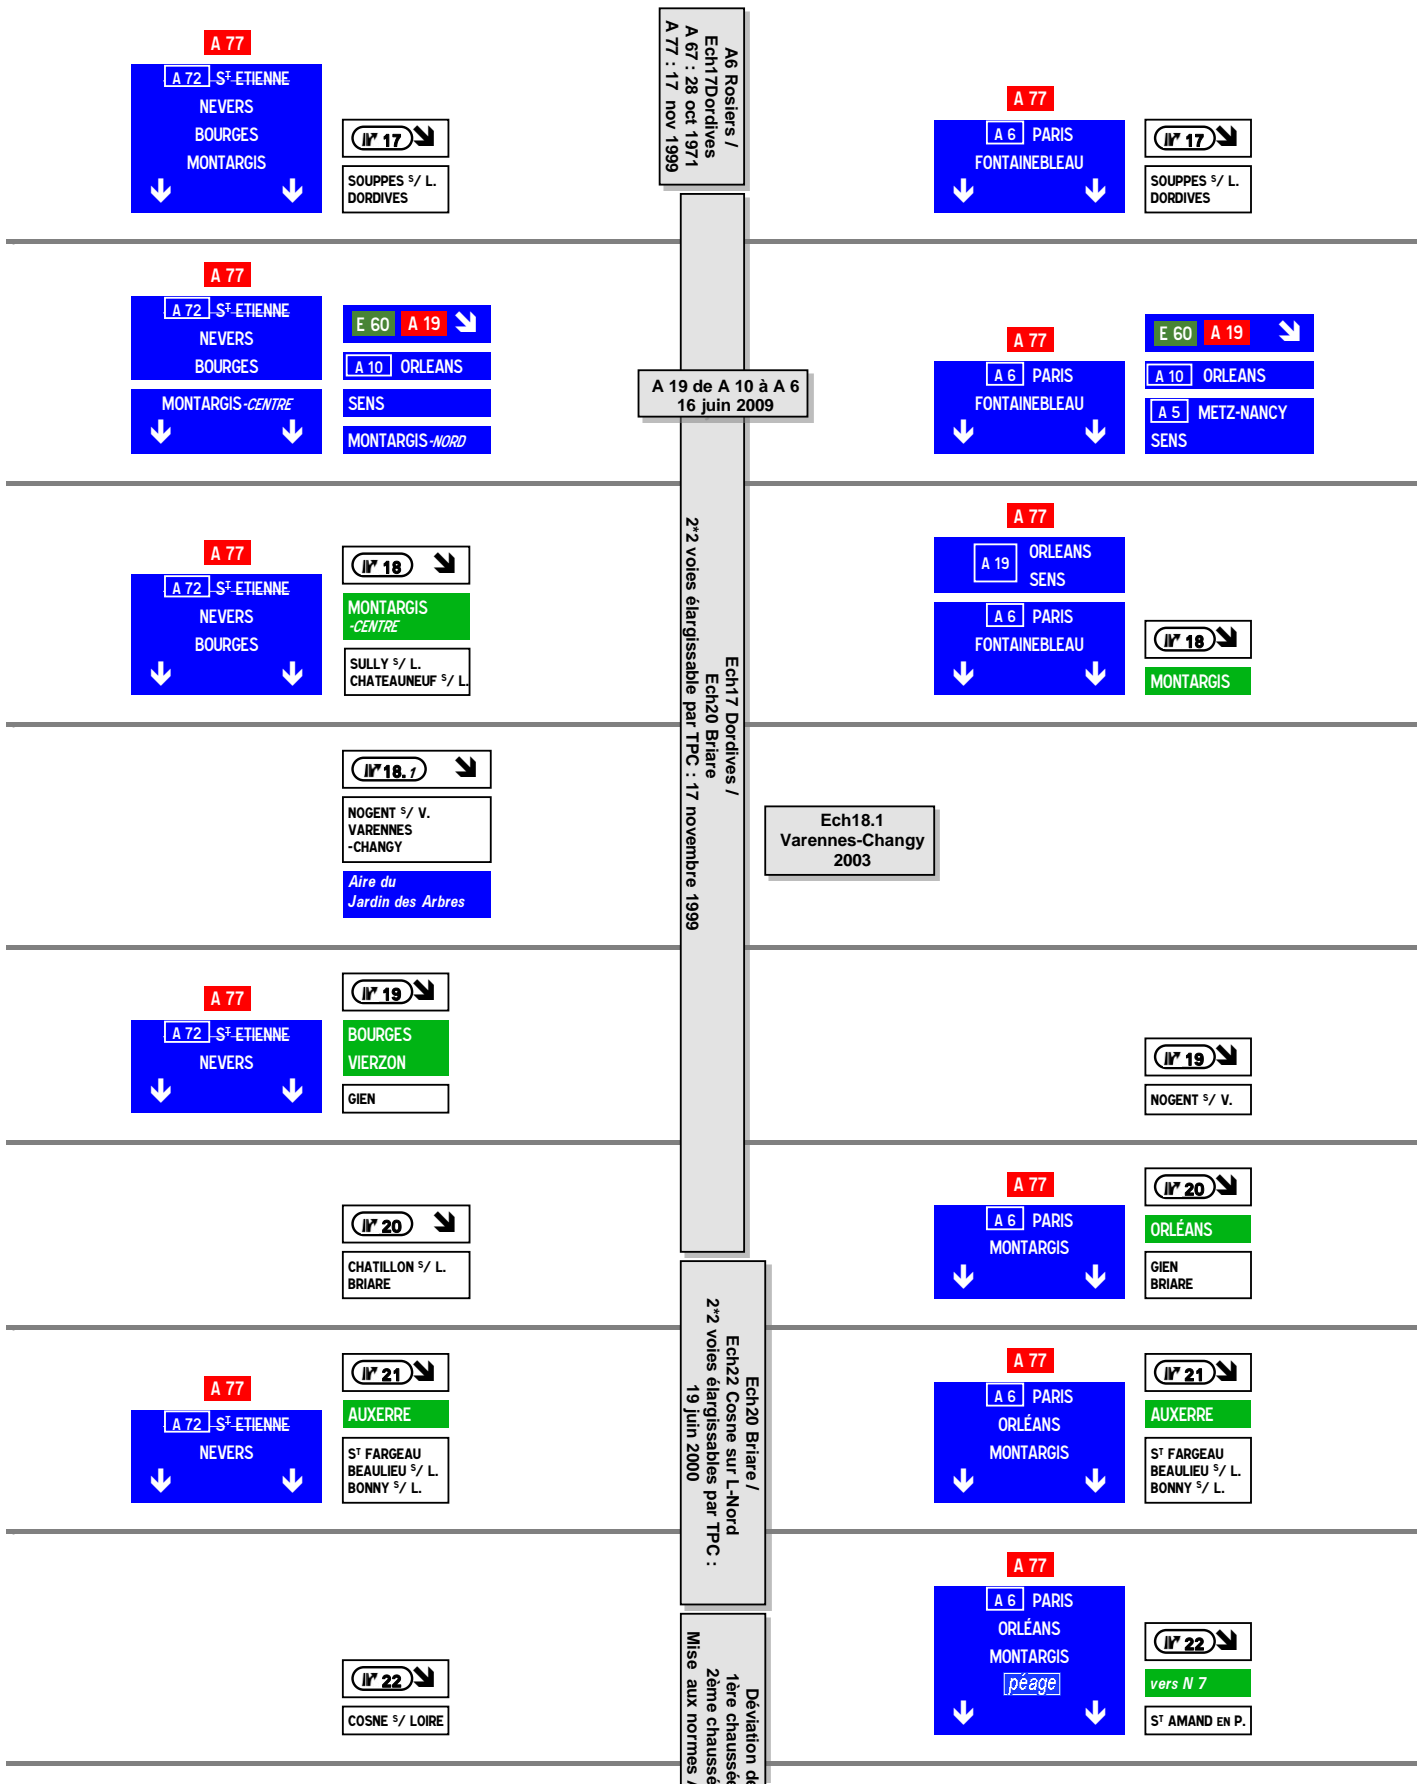 A 77
A 72 Sᵀ ETIENNE
NEVERS
BOURGES
MONTARGIS
17
SOUPPES ˢ/ L.
DORDIVES
A6 Rosiers /
Ech17Dordives
A 67 : 28 oct 1971
A 77 : 17 nov 1999
A 77
A 6 PARIS
FONTAINEBLEAU
17
SOUPPES ˢ/ L.
DORDIVES
A 77
A 72 Sᵀ ETIENNE
NEVERS
BOURGES
MONTARGIS-CENTRE
E 60 A 19
A 10 ORLEANS
SENS
MONTARGIS-NORD
A 19 de A 10 à A 6
16 juin 2009
A 77
A 6 PARIS
FONTAINEBLEAU
E 60 A 19
A 10 ORLEANS
A 5 METZ-NANCY
SENS
A 77
A 72 Sᵀ ETIENNE
NEVERS
BOURGES
18
MONTARGIS
-CENTRE
SULLY ˢ/ L.
CHATEAUNEUF ˢ/ L.
Ech17 Dordives /
Ech20 Briare
2*2 voies élargissable par TPC : 17 novembre 1999
A 77
A 19 ORLEANS
SENS
A 6 PARIS
FONTAINEBLEAU
18
MONTARGIS
18.1
NOGENT ˢ/ V.
VARENNES
-CHANGY
Aire du
Jardin des Arbres
Ech18.1
Varennes-Changy
2003
A 77
A 72 Sᵀ ETIENNE
NEVERS
19
BOURGES
VIERZON
GIEN
19
NOGENT ˢ/ V.
20
CHATILLON ˢ/ L.
BRIARE
A 77
A 6 PARIS
MONTARGIS
20
ORLÉANS
GIEN
BRIARE
A 77
A 72 Sᵀ ETIENNE
NEVERS
21
AUXERRE
Sᵀ FARGEAU
BEAULIEU ˢ/ L.
BONNY ˢ/ L.
Ech20 Briare /
Ech22 Cosne sur L-Nord
2*2 voies élargissables par TPC :
19 juin 2000
A 77
A 6 PARIS
ORLÉANS
MONTARGIS
21
AUXERRE
Sᵀ FARGEAU
BEAULIEU ˢ/ L.
BONNY ˢ/ L.
22
COSNE ˢ/ LOIRE
Déviation de
1ère chaussée
2ème chaussé
Mise aux normes
A 77
A 6 PARIS
ORLÉANS
MONTARGIS
péage
22
vers N 7
Sᵀ AMAND EN P.